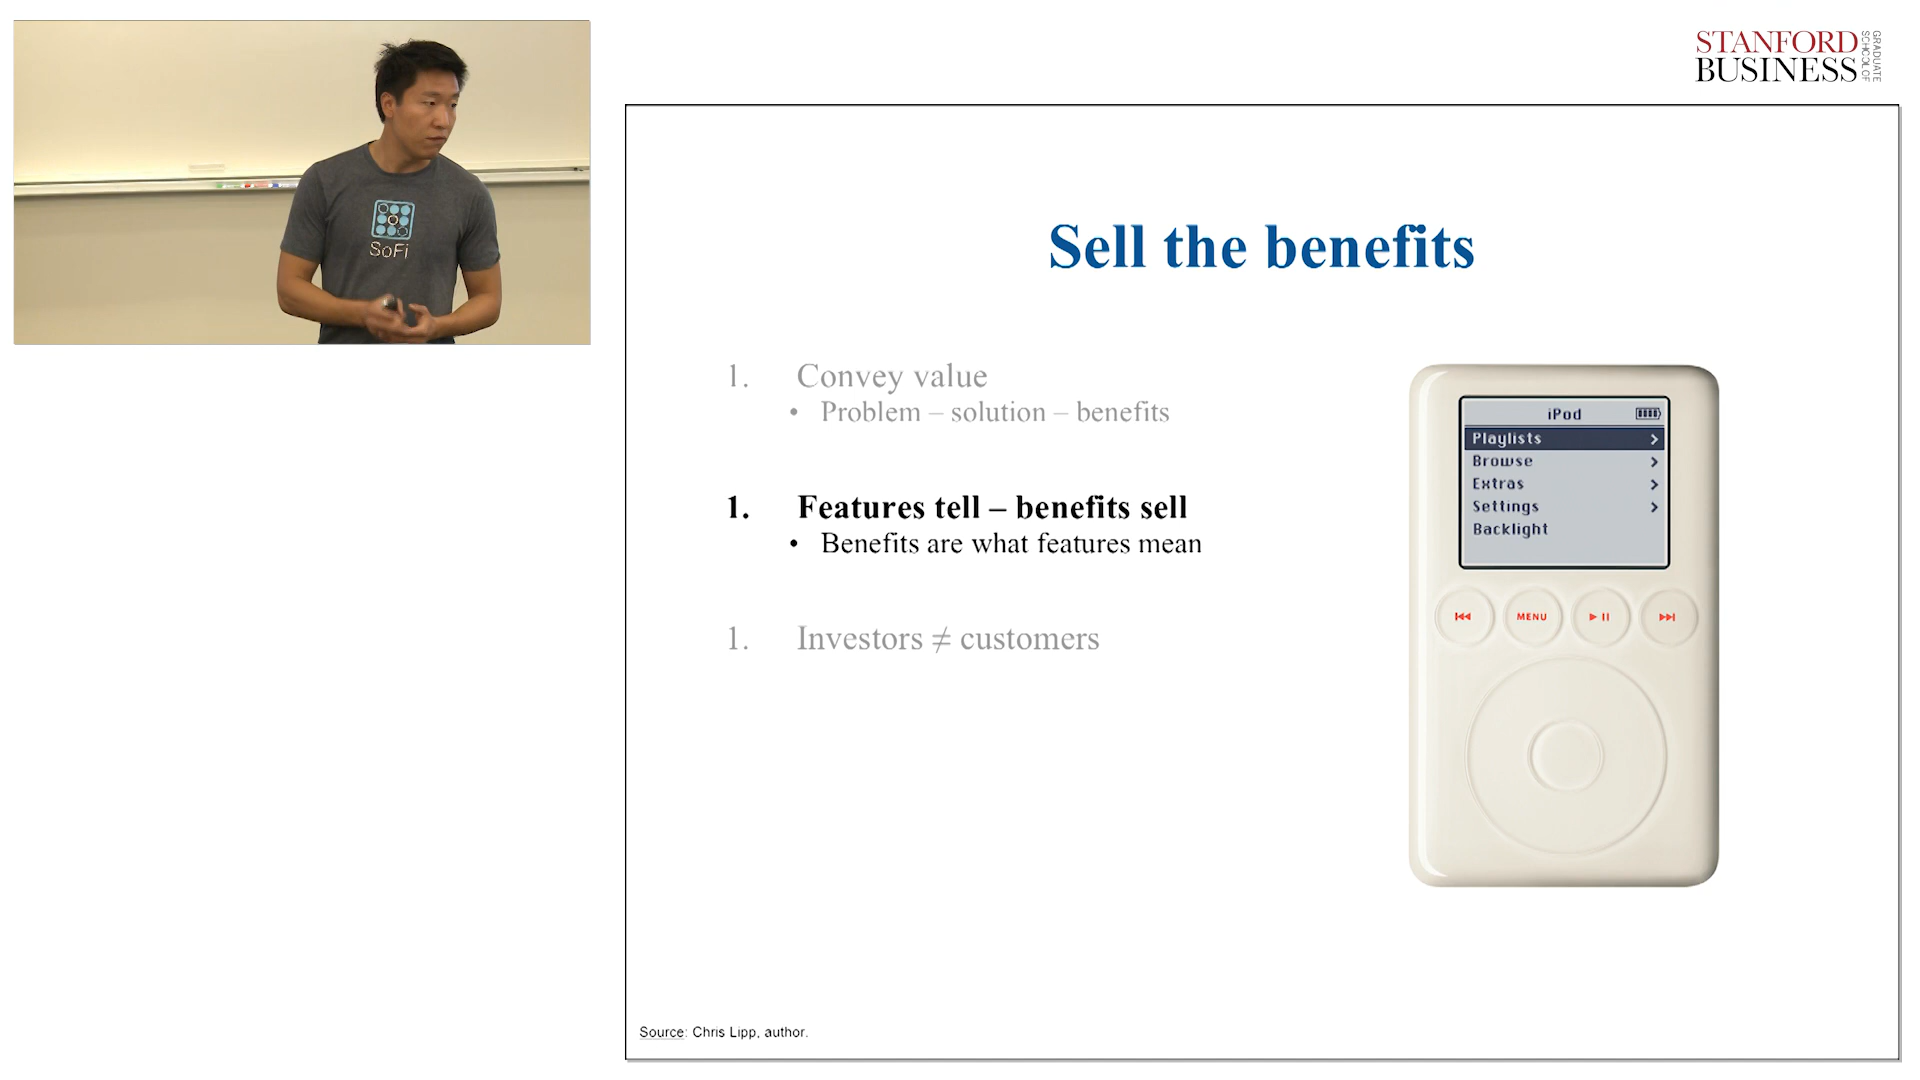 STANFORD
BUSINESS
GRADUATE
SCHOOL OF
SoFi
Sell the benefits
1. Convey value
• Problem – solution – benefits
1. Features tell – benefits sell
• Benefits are what features mean
1. Investors ≠ customers
iPod
Playlists
Browse
Extras
Settings
Backlight
MENU
Source: Chris Lipp, author.